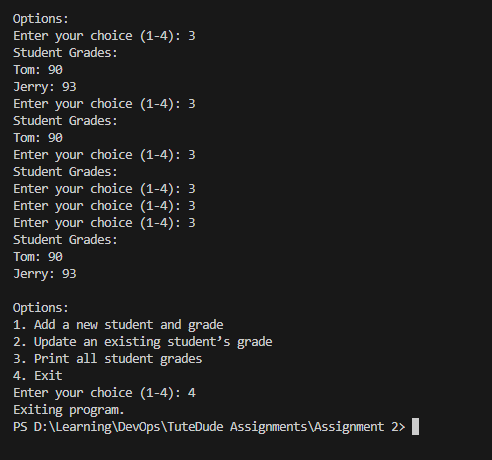 Options:
Enter your choice (1-4): 3
Student Grades:
Tom: 90
Jerry: 93
Enter your choice (1-4): 3
Student Grades:
Tom: 90
Enter your choice (1-4): 3
Student Grades:
Enter your choice (1-4): 3
Enter your choice (1-4): 3
Enter your choice (1-4): 3
Student Grades:
Tom: 90
Jerry: 93
Options:
1. Add a new student and grade
2. Update an existing student’s grade
3. Print all student grades
4. Exit
Enter your choice (1-4): 4
Exiting program.
PS D:\Learning\DevOps\TuteDude Assignments\Assignment 2>